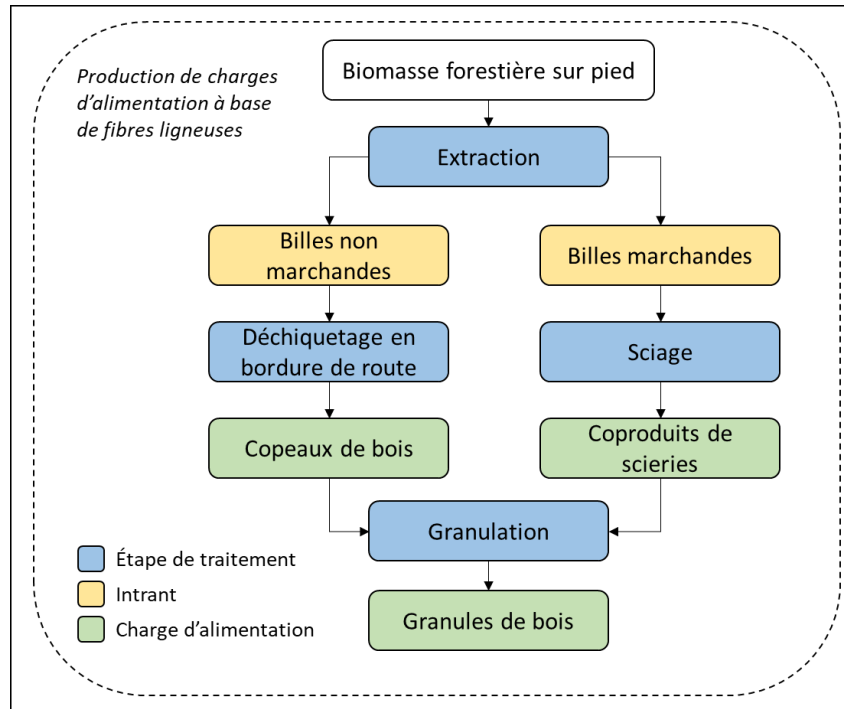 Production de charges
d’alimentation à base
de fibres ligneuses
Biomasse forestière sur pied
Extraction
Billes non
marchandes
Billes marchandes
Déchiquetage en
bordure de route
Sciage
Copeaux de bois
Coproduits de
scieries
Granulation
Granules de bois
Étape de traitement
Intrant
Charge d’alimentation